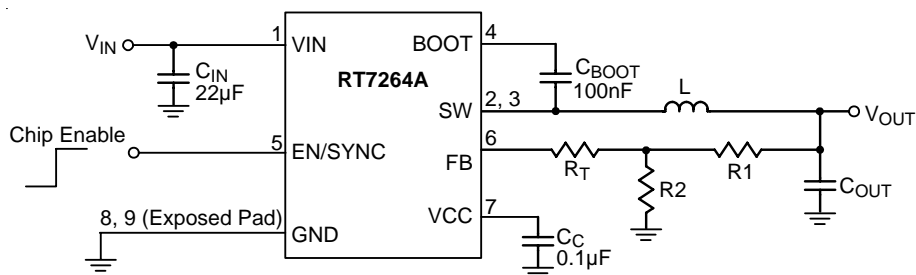 VIN
1
VIN
BOOT
4
CIN
22µF
RT7264A
CBOOT
100nF
SW
2, 3
L
VOUT
Chip Enable
5
EN/SYNC
FB
6
RT
R1
R2
COUT
8, 9 (Exposed Pad)
GND
VCC
7
CC
0.1µF